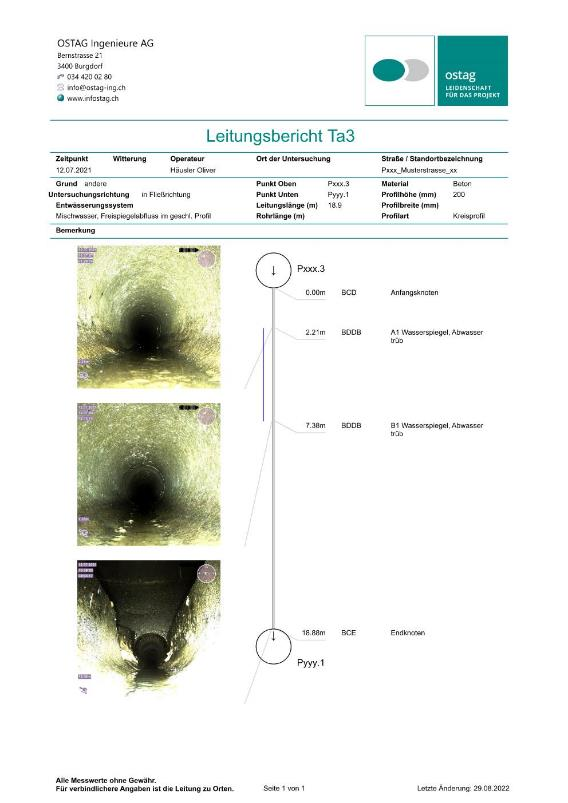 OSTAG Ingenieure AG
Bernstrasse 21
3400 Burgdorf
034 420 02 80
info@ostag-ing.ch
www.infostag.ch
ostag
LEIDENSCHAFT
FÜR DAS PROJEKT
Leitungsbericht Ta3
Zeitpunkt Witterung Operateur Ort der Untersuchung Straße / Standortbezeichnung
12.07.2021 Häusler Oliver Pxxx_Musterstrasse_xx
Grund andere Punkt Oben Pxxx.3 Material Beton
Untersuchungsrichtung in Fließrichtung Punkt Unten Pyyy.1 Profilhöhe (mm) 200
Entwässerungssystem Leitungslänge (m) 18.9 Profilbreite (mm)
Mischwasser, Freispiegelabfluss im geschl. Profil Rohrlänge (m) Profilart Kreisprofil
Bemerkung
Pxxx.3
0.00m BCD Anfangsknoten
2.21m BDDB A1 Wasserspiegel, Abwasser
trüb
7.38m BDDB B1 Wasserspiegel, Abwasser
trüb
18.88m BCE Endknoten
Pyyy.1
Alle Messwerte ohne Gewähr.
Für verbindlichere Angaben ist die Leitung zu Orten. Seite 1 von 1 Letzte Änderung: 29.08.2022